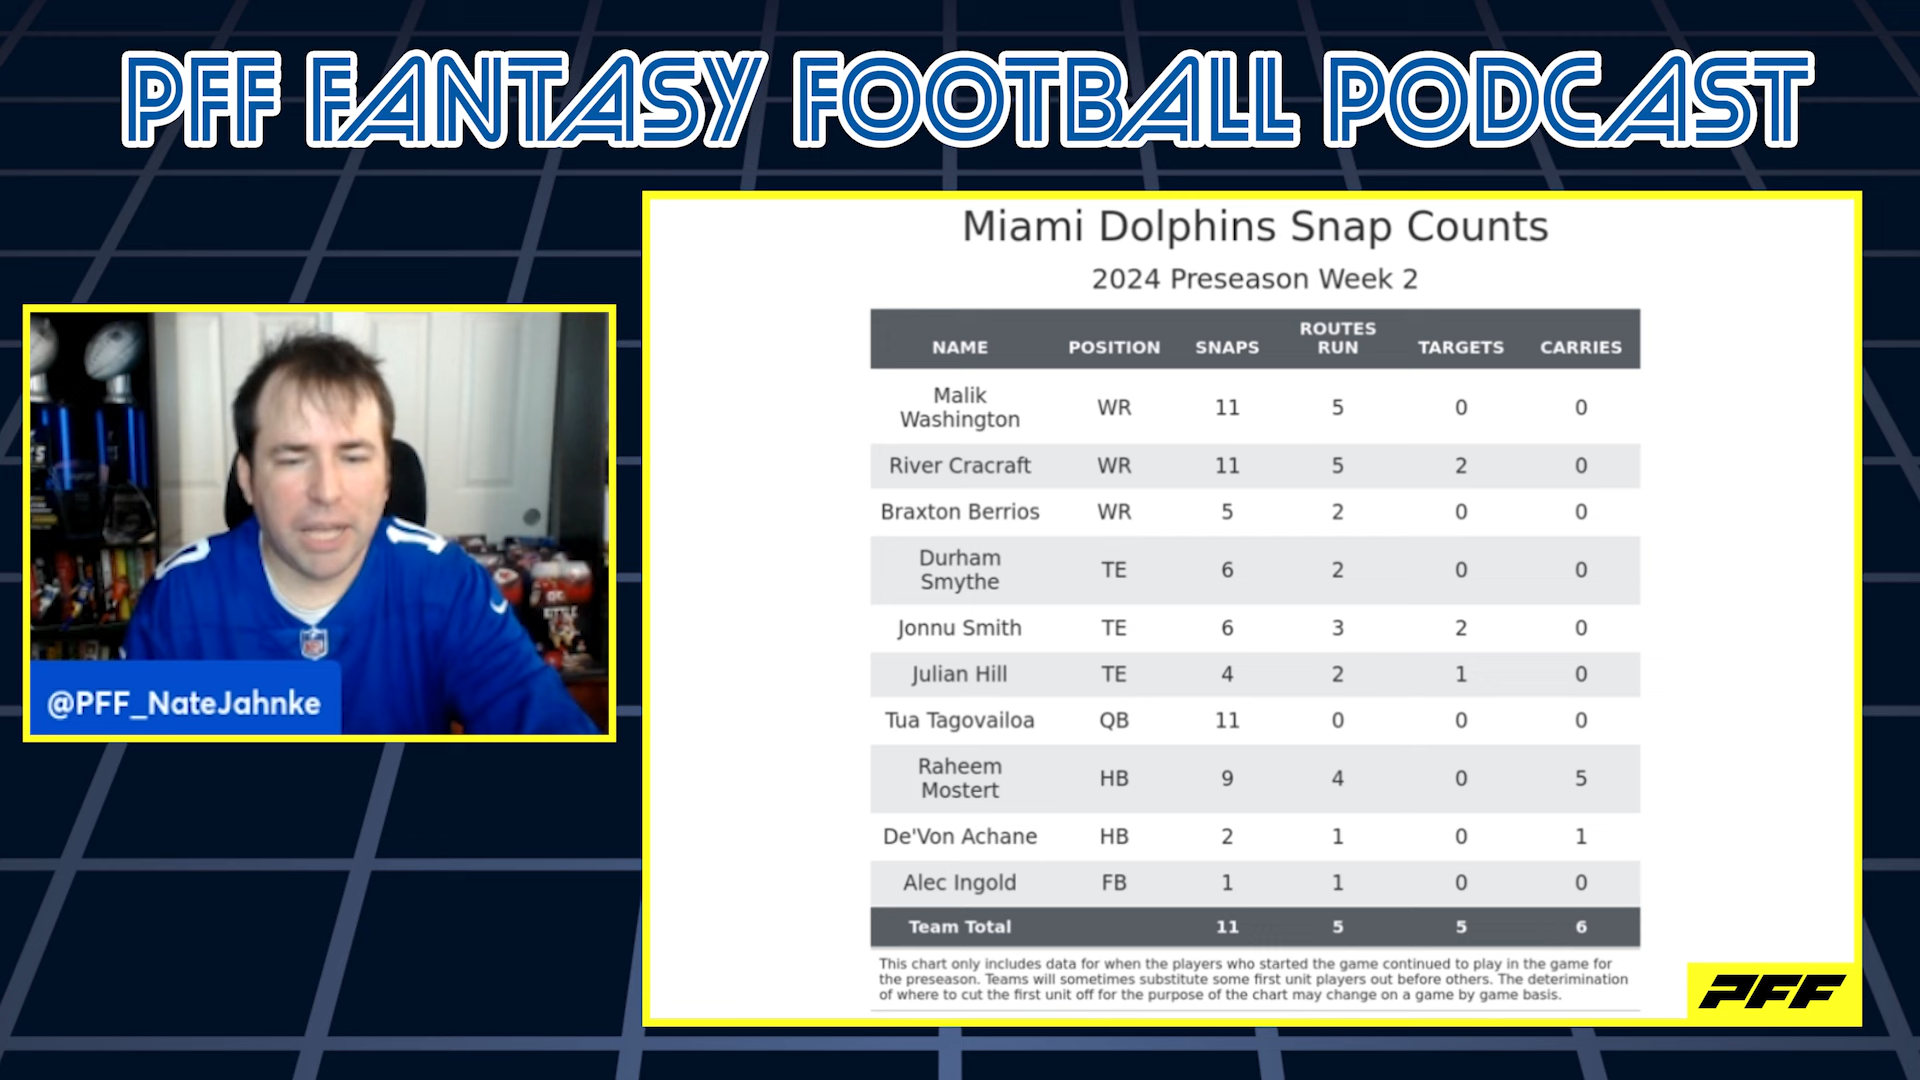 PFF FANTASY FOOTBALL PODCAST
Miami Dolphins Snap Counts
2024 Preseason Week 2
NAME POSITION SNAPS ROUTES RUN TARGETS CARRIES
Malik Washington WR 11 5 0 0
River Cracraft WR 11 5 2 0
Braxton Berrios WR 5 2 0 0
Durham Smythe TE 6 2 0 0
Jonnu Smith TE 6 3 2 0
Julian Hill TE 4 2 1 0
Tua Tagovailoa QB 11 0 0 0
Raheem Mostert HB 9 4 0 5
De'Von Achane HB 2 1 0 1
Alec Ingold FB 1 1 0 0
Team Total 11 5 5 6
This chart only includes data for when the players who started the game continued to play in the game for
the preseason. Teams will sometimes substitute some first unit players out before others. The determination
of where to cut the first unit off for the purpose of the chart may change on a game by game basis.
PFF
@PFF_NateJahnke